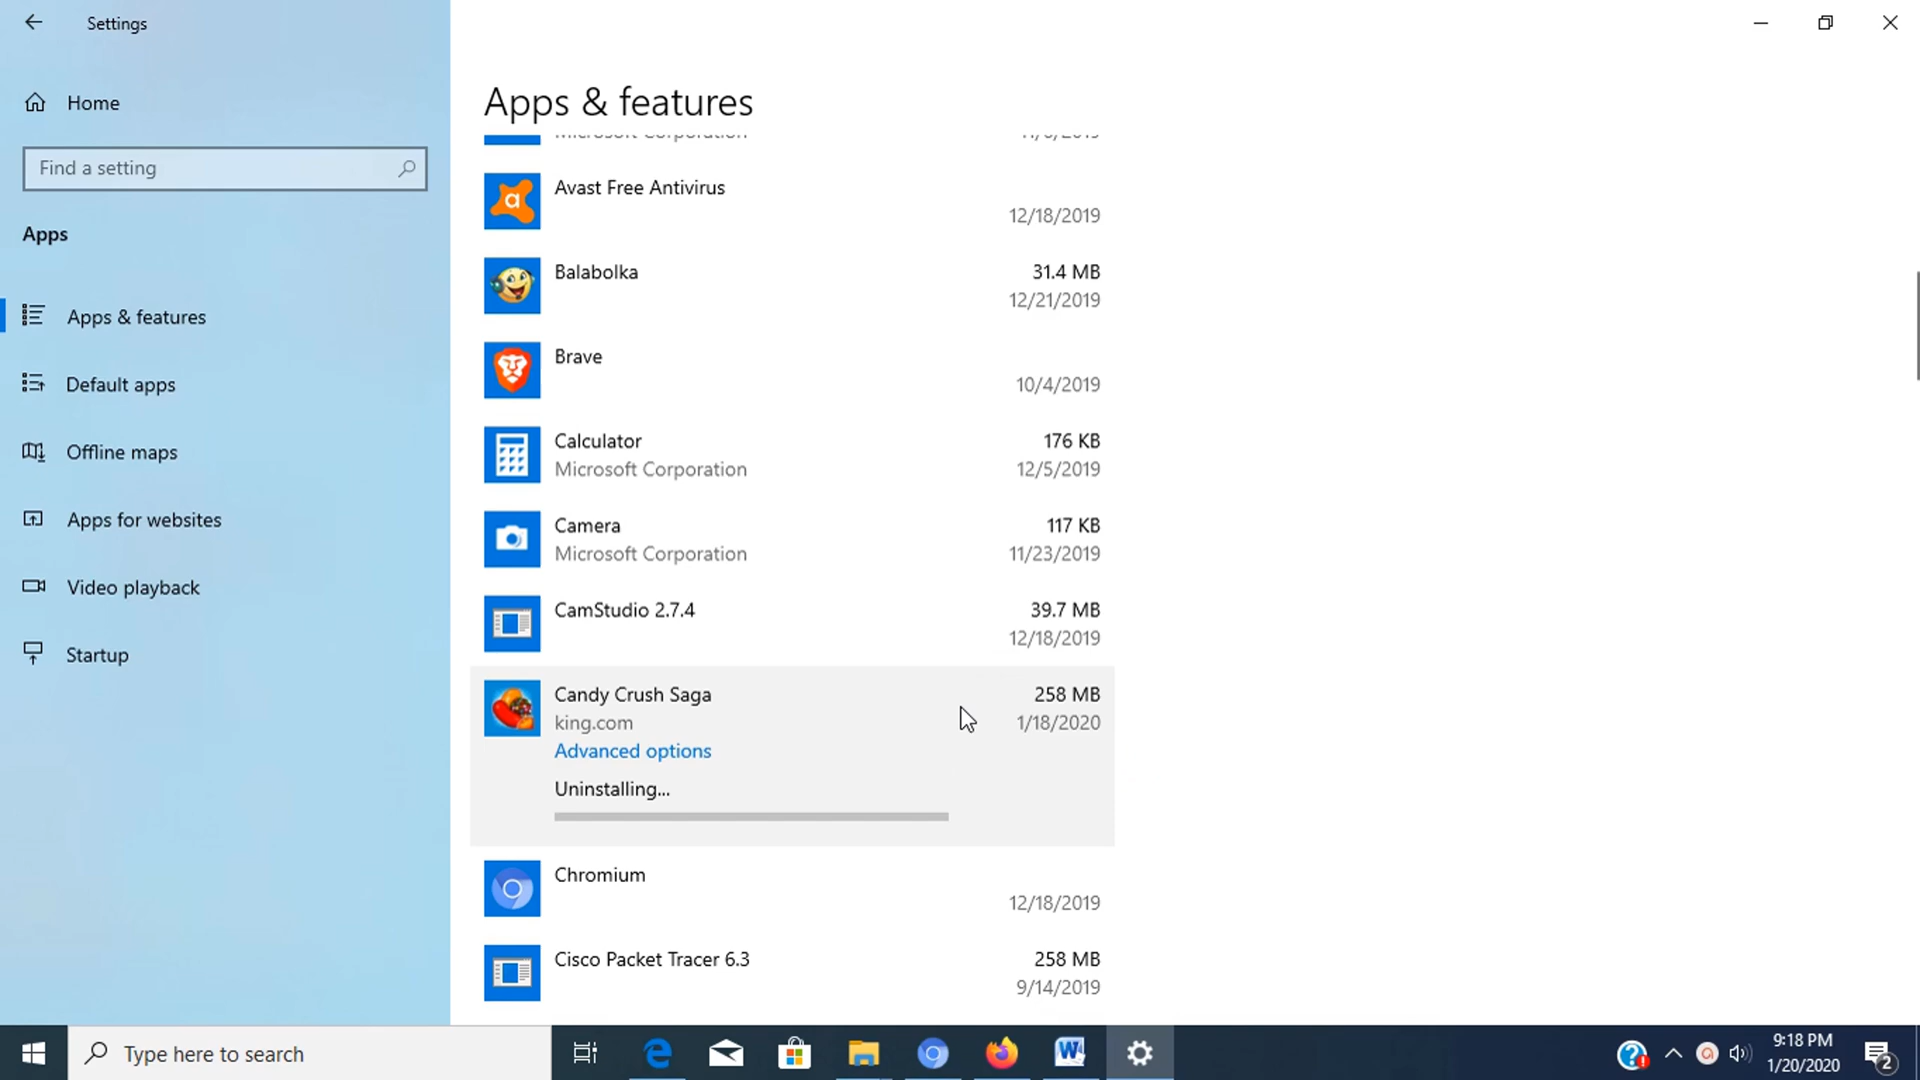 Settings
Home
Find a setting
Apps
Apps & features
Default apps
Offline maps
Apps for websites
Video playback
Startup
Apps & features
Microsoft Corporation
Avast Free Antivirus
12/18/2019
Balabolka 31.4 MB
12/21/2019
Brave
10/4/2019
Calculator 176 KB
Microsoft Corporation 12/5/2019
Camera 117 KB
Microsoft Corporation 11/23/2019
CamStudio 2.7.4 39.7 MB
12/18/2019
Candy Crush Saga 258 MB
king.com 1/18/2020
Advanced options
Uninstalling...
Chromium
12/18/2019
Cisco Packet Tracer 6.3 258 MB
9/14/2019
Type here to search
9:18 PM
1/20/2020
2